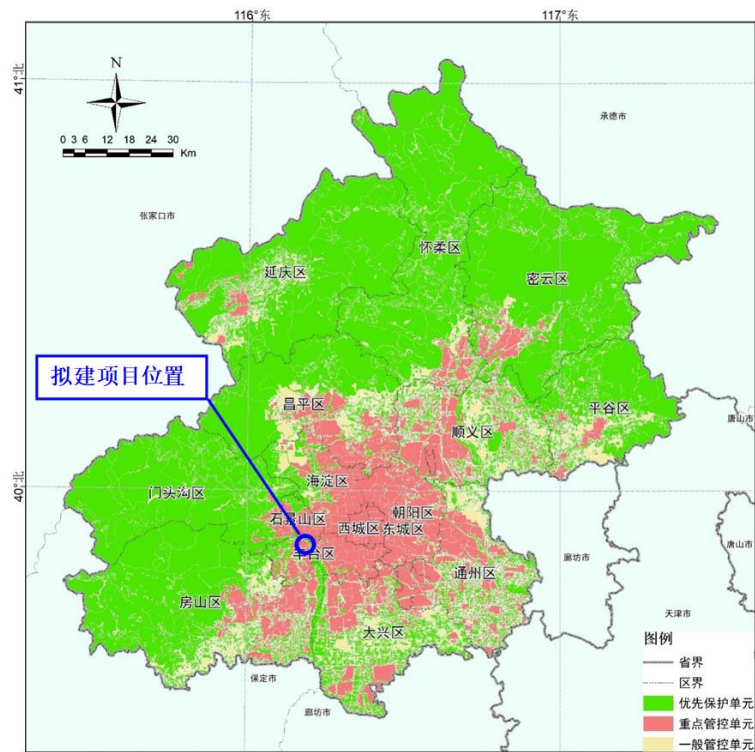 116°东
117°东
41°北
N
0 3 6 12 18 24 30
Km
承德市
张家口市
怀柔区
延庆区
密云区
拟建项目位置
昌平区
平谷区
唐山市
顺义区
40°北
海淀区
门头沟区
石景山区
朝阳区
西城区
东城区
丰台区
廊坊市
唐山市
通州区
房山区
天津市
大兴区
保定市
廊坊市
图例
省界
区界
优先保护单元
重点管控单元
一般管控单元